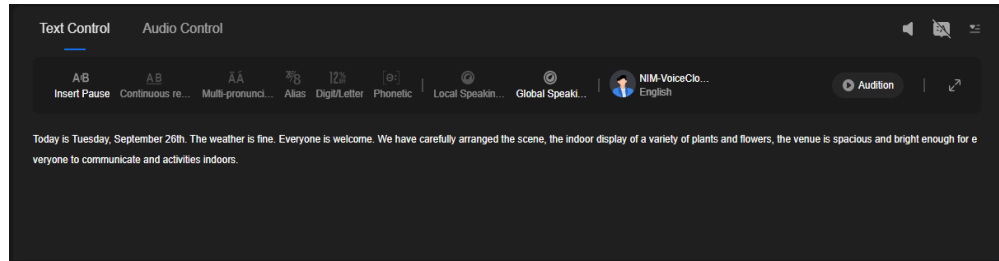 Text Control Audio Control
A B Insert Pause
AB Continuous re...
ÄÂ Multi-pronunci...
Alias
12% Digit/Letter
[ə:] Phonetic
Local Speakin...
Global Speaki...
NIM-VoiceClo...
English
Audition
Today is Tuesday, September 26th. The weather is fine. Everyone is welcome. We have carefully arranged the scene, the indoor display of a variety of plants and flowers, the venue is spacious and bright enough for e
veryone to communicate and activities indoors.